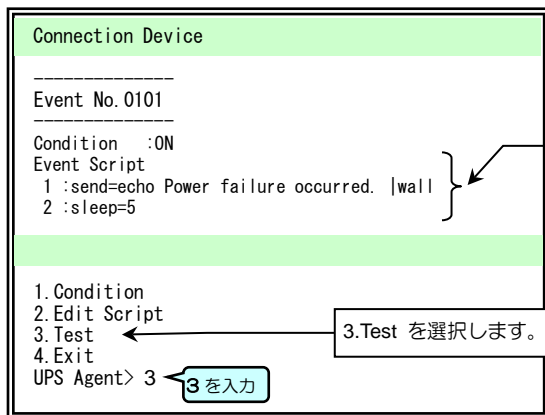 Connection Device
--------------
Event No.0101
--------------
Condition :ON
Event Script
1 :send=echo Power failure occurred. |wall
2 :sleep=5
1.Condition
2.Edit Script
3.Test
3.Test を選択します。
4.Exit
UPS Agent> 3
3 を入力